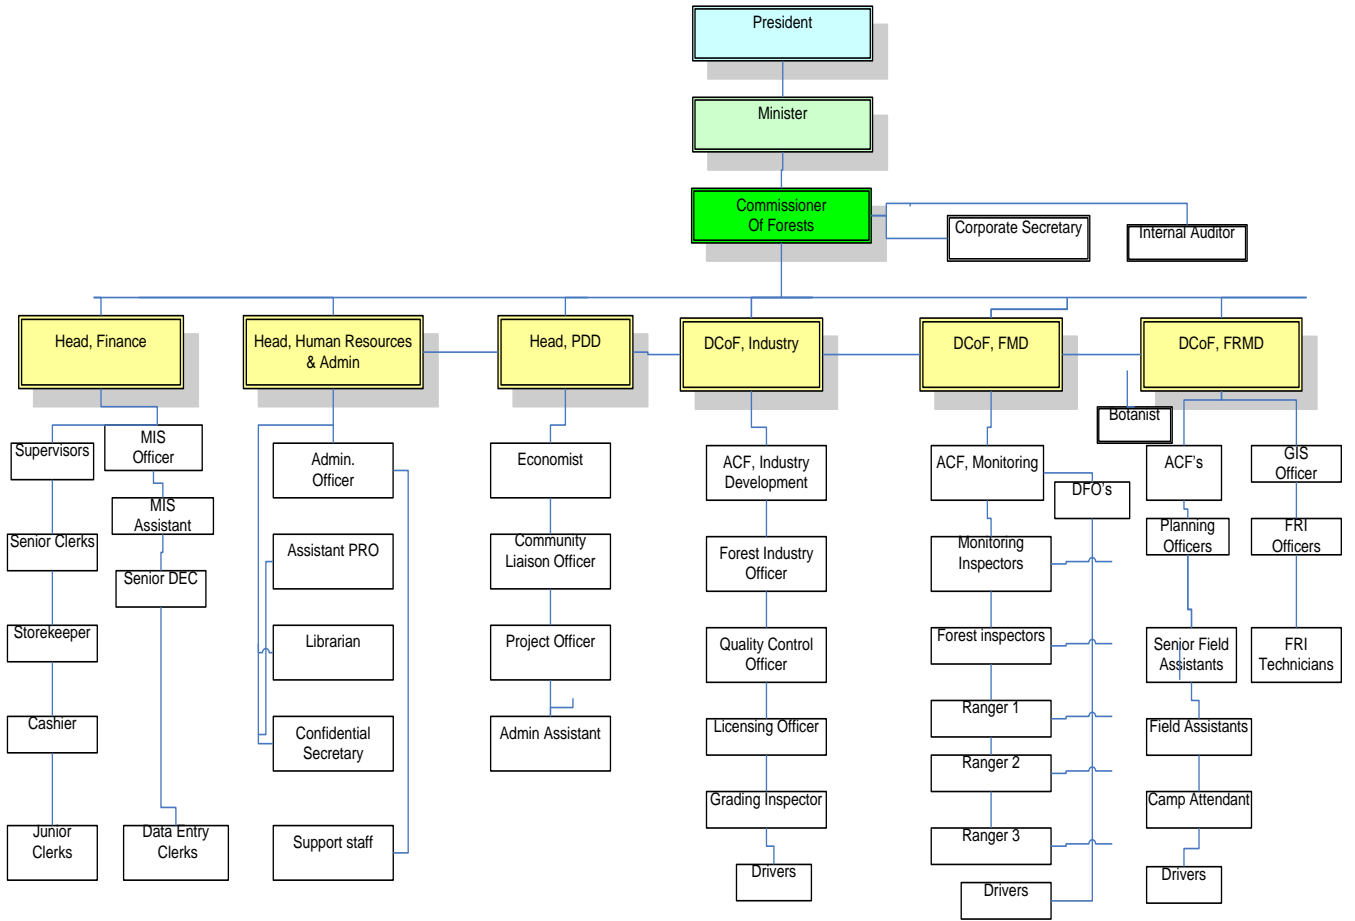 President
Minister
Commissioner
Of Forests
Corporate Secretary
Internal Auditor
Head, Finance
Head, Human Resources
& Admin
Head, PDD
DCoF, Industry
DCoF, FMD
DCoF, FRMD
Botanist
Supervisors
MIS
Officer
MIS
Assistant
Senior Clerks
Senior DEC
Storekeeper
Cashier
Junior
Clerks
Data Entry
Clerks
Admin.
Officer
Assistant PRO
Librarian
Confidential
Secretary
Support staff
Economist
Community
Liaison Officer
Project Officer
Admin Assistant
ACF, Industry
Development
Forest Industry
Officer
Quality Control
Officer
Licensing Officer
Grading Inspector
Drivers
ACF, Monitoring
DFO's
Monitoring
Inspectors
Forest inspectors
Ranger 1
Ranger 2
Ranger 3
Drivers
ACF's
Planning
Officers
Senior Field
Assistants
Field Assistants
Camp Attendant
Drivers
GIS
Officer
FRI
Officers
FRI
Technicians